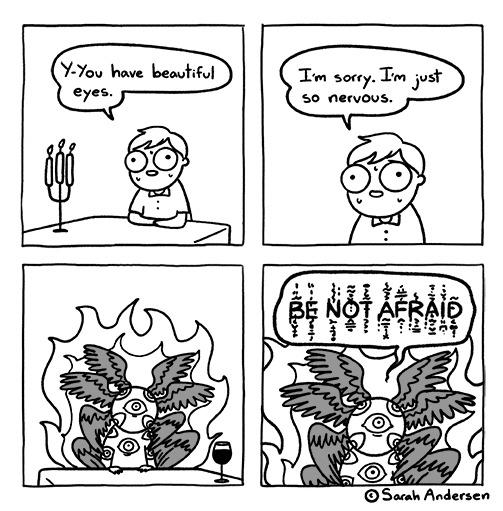 Y-You have beautiful
eyes.
I'm sorry. I'm just
so nervous.
BE NOT AFRAID
© Sarah Andersen